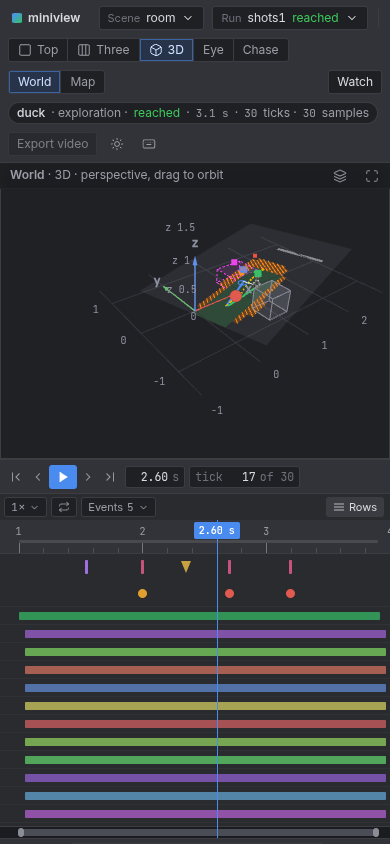 miniview Scene room Run shots1 reached
Top Three 3D Eye Chase
World Map Watch
duck · exploration · reached · 3.1 s · 30 ticks · 30 samples
Export video
World · 3D · perspective, drag to orbit
z 1.5
z
z 1
y
z 0.5
0
1
0
-1
-1
0
1
2
2.60 s tick 17 of 30
1× Events 5 Rows
1 2 2.60 s 3 4